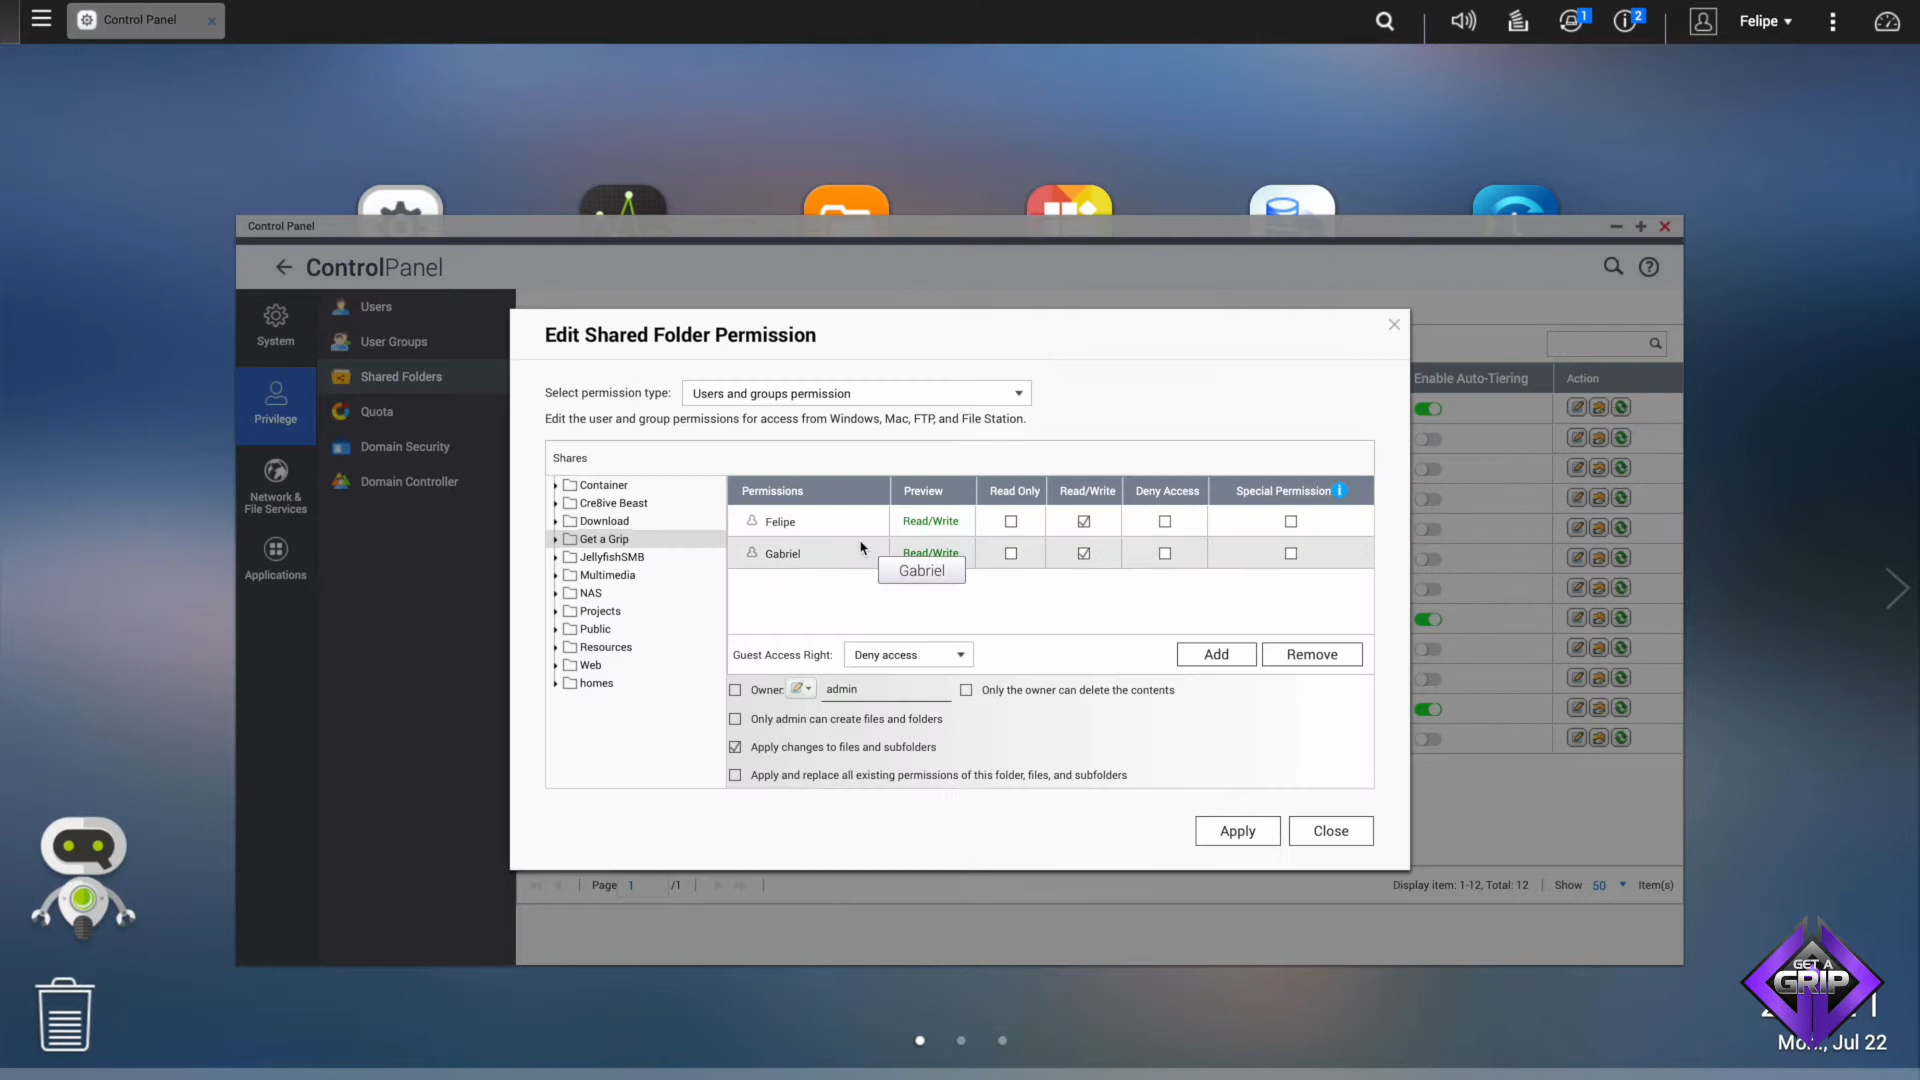 Control Panel
1
2
Felipe
Control Panel
ControlPanel
System
Privilege
Network &
File Services
Applications
Users
User Groups
Shared Folders
Quota
Domain Security
Domain Controller
Enable Auto-Tiering Action
Edit Shared Folder Permission
Select permission type: Users and groups permission
Edit the user and group permissions for access from Windows, Mac, FTP, and File Station.
Shares
Container
Cre8ive Beast
Download
Get a Grip
JellyfishSMB
Multimedia
NAS
Projects
Public
Resources
Web
homes
Permissions Preview Read Only Read/Write Deny Access Special Permission
Felipe Read/Write
Gabriel Read/Write
Gabriel
Guest Access Right: Deny access Add Remove
Owner: admin Only the owner can delete the contents
Only admin can create files and folders
Apply changes to files and subfolders
Apply and replace all existing permissions of this folder, files, and subfolders
Apply Close
Page 1 /1 Display item: 1-12, Total: 12 Show 50 Item(s)
GET A
GRIP
Jul 22